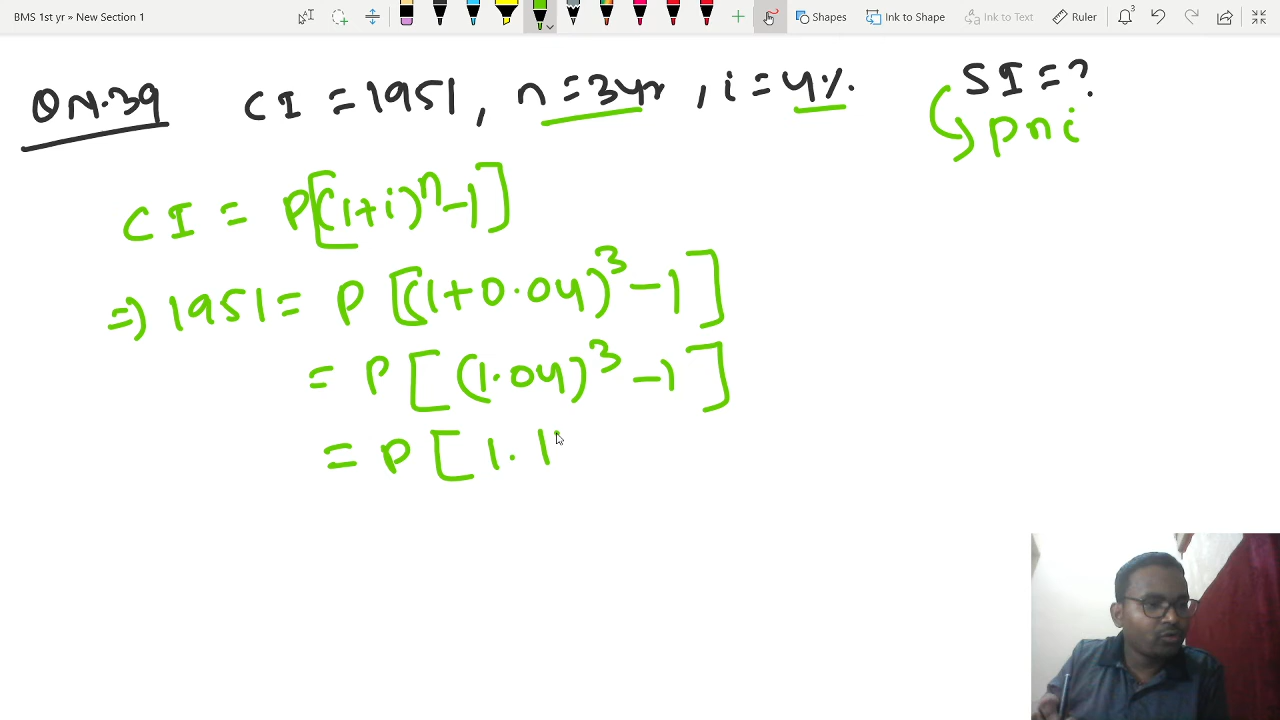 BMS 1st yr » New Section 1
Shapes Ink to Shape Ink to Text Ruler
QN.39 CI = 1951, n = 3yr, i = 4%. SI = ?
pni
CI = P[(1+i)^n - 1]
=> 1951 = P [(1+0.04)^3 - 1]
= P [(1.04)^3 - 1]
= P [ 1.1